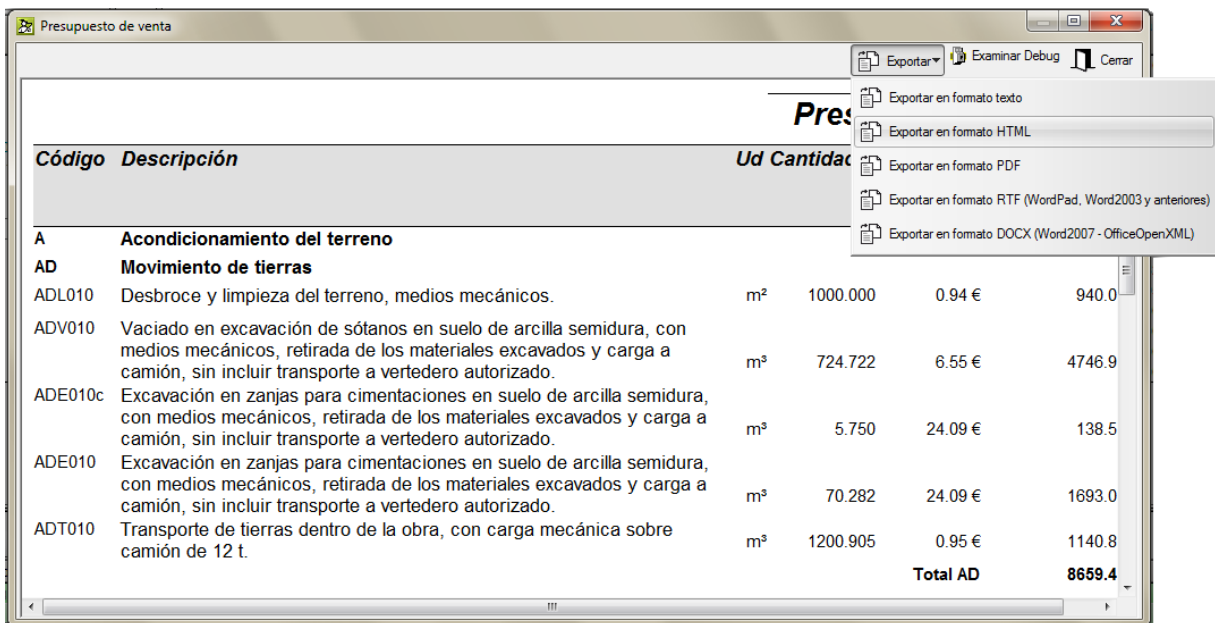 Presupuesto de venta
Exportar Examinar Debug Cerrar
Exportar en formato texto
Exportar en formato HTML
Exportar en formato PDF
Exportar en formato RTF (WordPad, Word2003 y anteriores)
Exportar en formato DOCX (Word2007 - OfficeOpenXML)
Pres
Código Descripción Ud Cantidad
A Acondicionamiento del terreno
AD Movimiento de tierras
ADL010 Desbroce y limpieza del terreno, medios mecánicos. m² 1000.000 0.94 € 940.0
ADV010 Vaciado en excavación de sótanos en suelo de arcilla semidura, con
medios mecánicos, retirada de los materiales excavados y carga a
camión, sin incluir transporte a vertedero autorizado. m³ 724.722 6.55 € 4746.9
ADE010c Excavación en zanjas para cimentaciones en suelo de arcilla semidura,
con medios mecánicos, retirada de los materiales excavados y carga a
camión, sin incluir transporte a vertedero autorizado. m³ 5.750 24.09 € 138.5
ADE010 Excavación en zanjas para cimentaciones en suelo de arcilla semidura,
con medios mecánicos, retirada de los materiales excavados y carga a
camión, sin incluir transporte a vertedero autorizado. m³ 70.282 24.09 € 1693.0
ADT010 Transporte de tierras dentro de la obra, con carga mecánica sobre
camión de 12 t. m³ 1200.905 0.95 € 1140.8
Total AD 8659.4